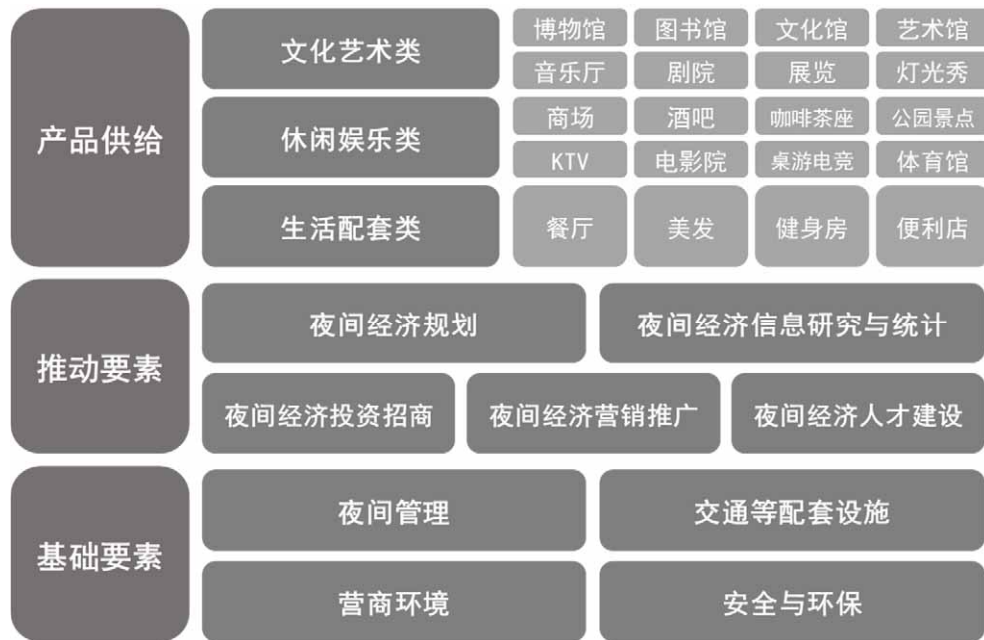 产品供给
文化艺术类
博物馆 图书馆 文化馆 艺术馆
音乐厅 剧院 展览 灯光秀
休闲娱乐类
商场 酒吧 咖啡茶座 公园景点
KTV 电影院 桌游电竞 体育馆
生活配套类
餐厅 美发 健身房 便利店
推动要素
夜间经济规划 夜间经济信息研究与统计
夜间经济投资招商 夜间经济营销推广 夜间经济人才建设
基础要素
夜间管理 交通等配套设施
营商环境 安全与环保